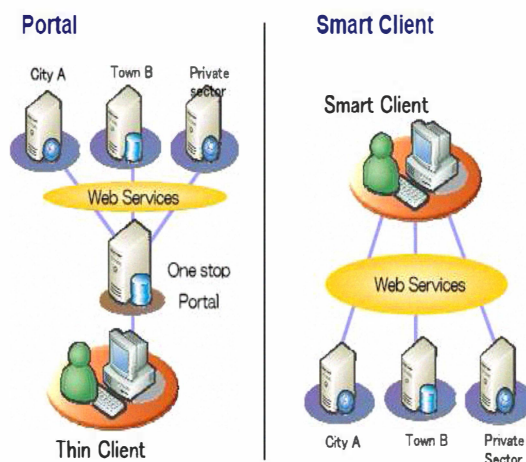 Portal
City A
Town B
Private
sector
Web Services
One stop
Portal
Thin Client
Smart Client
Smart Client
Web Services
City A
Town B
Private
Sector